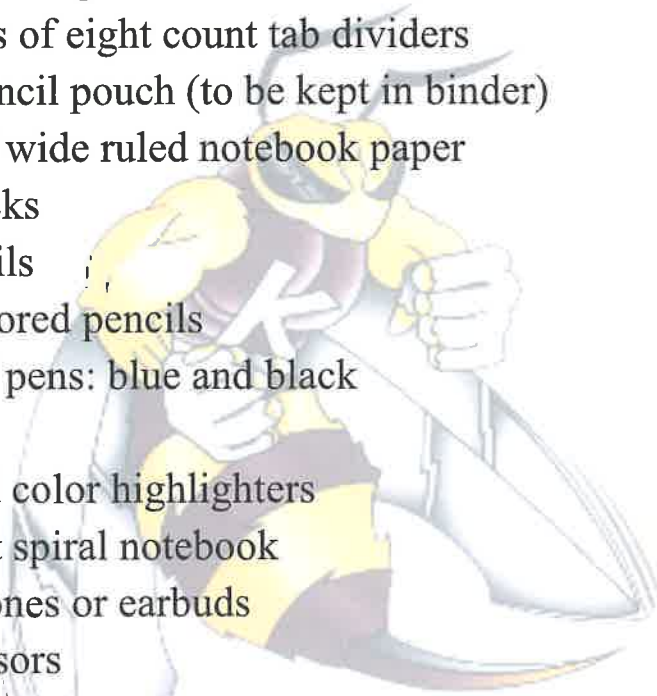 s of eight count tab dividers
ncil pouch (to be kept in binder)
wide ruled notebook paper
ks
ils
ored pencils
pens: blue and black
color highlighters
t spiral notebook
ones or earbuds
sors
K